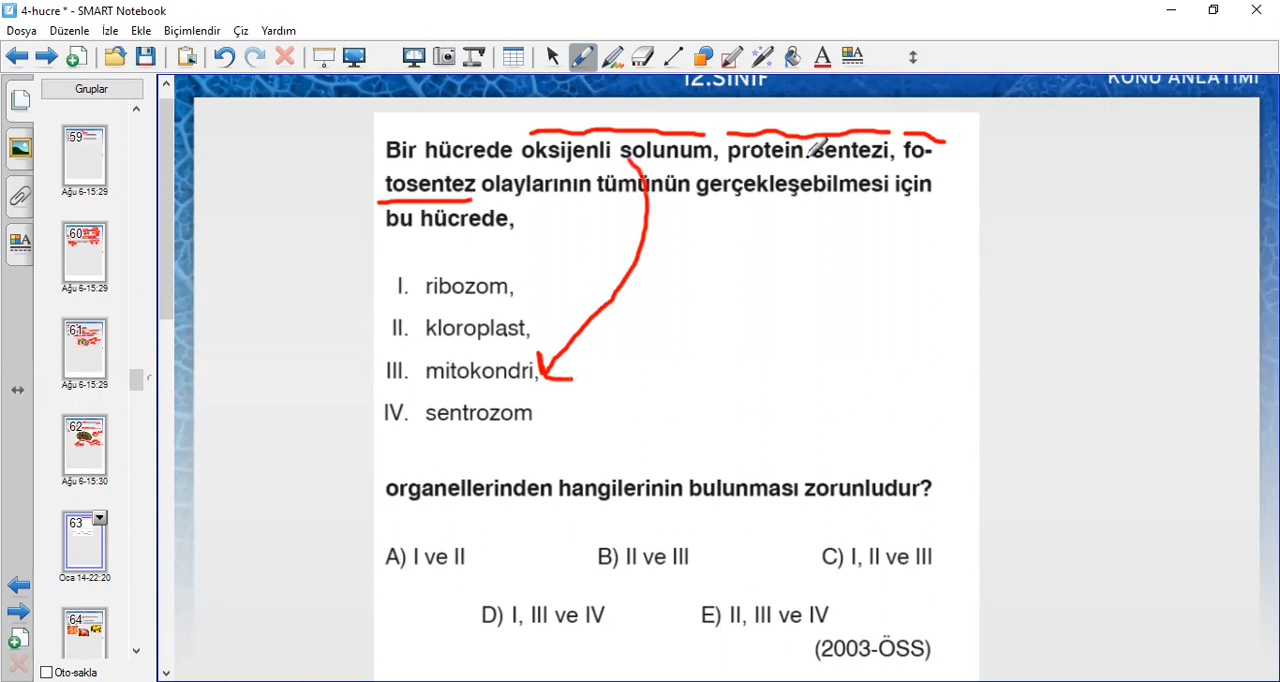 4-hucre * - SMART Notebook
Dosya Düzenle İzle Ekle Biçimlendir Çiz Yardım
Gruplar
59
Ağu 6-15:29
60
Ağu 6-15:29
61
Ağu 6-15:29
62
Ağu 6-15:30
63
Oca 14-22:20
64
Oto-sakla
12.SINIF
KONU ANLATIMI
Bir hücrede oksijenli solunum, protein sentezi, fo-
tosentez olaylarının tümünün gerçekleşebilmesi için
bu hücrede,
I. ribozom,
II. kloroplast,
III. mitokondri,
IV. sentrozom
organellerinden hangilerinin bulunması zorunludur?
A) I ve II B) II ve III C) I, II ve III
D) I, III ve IV E) II, III ve IV
(2003-ÖSS)